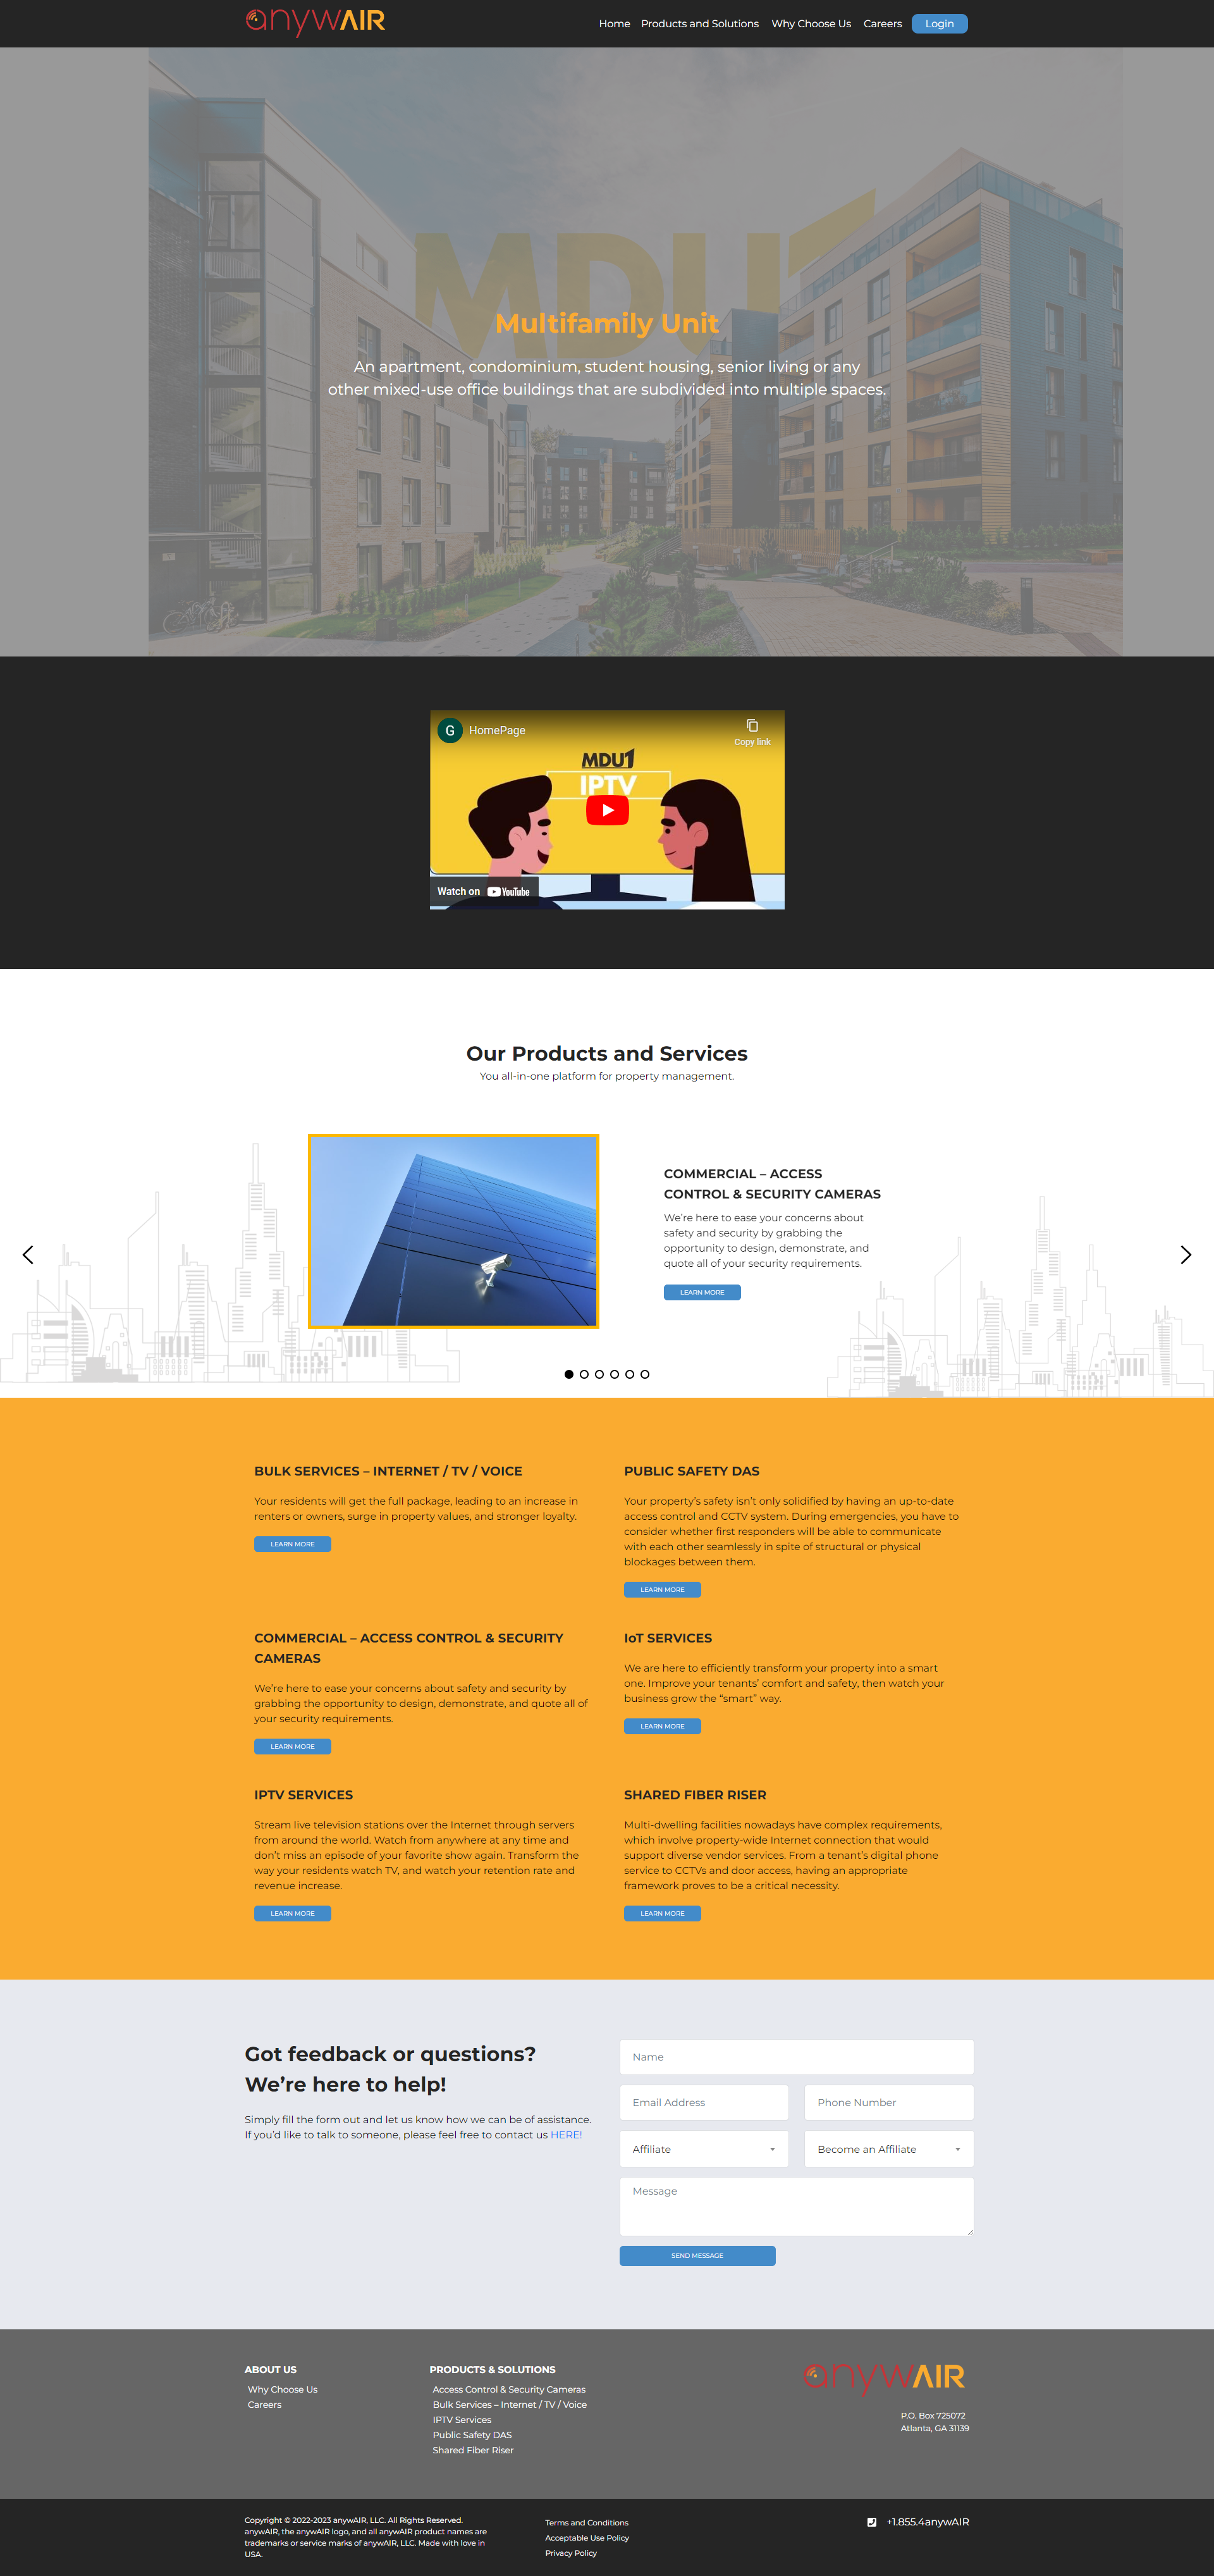 anywAIR
Home Products and Solutions Why Choose Us Careers Login
MDU1
Multifamily Unit
An apartment, condominium, student housing, senior living or any
other mixed-use office buildings that are subdivided into multiple spaces.
G HomePage
Copy link
MDU1
IPTV
Watch on YouTube
Our Products and Services
You all-in-one platform for property management.
COMMERCIAL – ACCESS
CONTROL & SECURITY CAMERAS
We're here to ease your concerns about
safety and security by grabbing the
opportunity to design, demonstrate, and
quote all of your security requirements.
LEARN MORE
BULK SERVICES – INTERNET / TV / VOICE
Your residents will get the full package, leading to an increase in
renters or owners, surge in property values, and stronger loyalty.
LEARN MORE
PUBLIC SAFETY DAS
Your property's safety isn't only solidified by having an up-to-date
access control and CCTV system. During emergencies, you have to
consider whether first responders will be able to communicate
with each other seamlessly in spite of structural or physical
blockages between them.
LEARN MORE
COMMERCIAL – ACCESS CONTROL & SECURITY
CAMERAS
We're here to ease your concerns about safety and security by
grabbing the opportunity to design, demonstrate, and quote all of
your security requirements.
LEARN MORE
IoT SERVICES
We are here to efficiently transform your property into a smart
one. Improve your tenants' comfort and safety, then watch your
business grow the “smart” way.
LEARN MORE
IPTV SERVICES
Stream live television stations over the Internet through servers
from around the world. Watch from anywhere at any time and
don't miss an episode of your favorite show again. Transform the
way your residents watch TV, and watch your retention rate and
revenue increase.
LEARN MORE
SHARED FIBER RISER
Multi-dwelling facilities nowadays have complex requirements,
which involve property-wide Internet connection that would
support diverse vendor services. From a tenant's digital phone
service to CCTVs and door access, having an appropriate
framework proves to be a critical necessity.
LEARN MORE
Got feedback or questions?
We're here to help!
Simply fill the form out and let us know how we can be of assistance.
If you'd like to talk to someone, please feel free to contact us HERE!
Name
Email Address
Phone Number
Affiliate
Become an Affiliate
Message
SEND MESSAGE
ABOUT US
Why Choose Us
Careers
PRODUCTS & SOLUTIONS
Access Control & Security Cameras
Bulk Services – Internet / TV / Voice
IPTV Services
Public Safety DAS
Shared Fiber Riser
anywAIR
P.O. Box 725072
Atlanta, GA 31139
Copyright © 2022-2023 anywAIR, LLC. All Rights Reserved.
anywAIR, the anywAIR logo, and all anywAIR product names are
trademarks or service marks of anywAIR, LLC. Made with love in
USA.
Terms and Conditions
Acceptable Use Policy
Privacy Policy
+1.855.4anywAIR